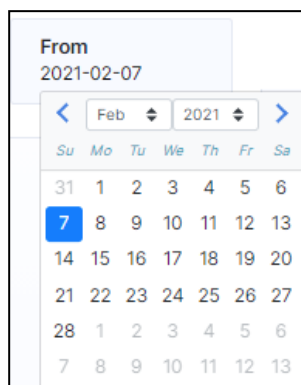 From
2021-02-07
Feb 2021
Su Mo Tu We Th Fr Sa
31 1 2 3 4 5 6
7 8 9 10 11 12 13
14 15 16 17 18 19 20
21 22 23 24 25 26 27
28 1 2 3 4 5 6
7 8 9 10 11 12 13